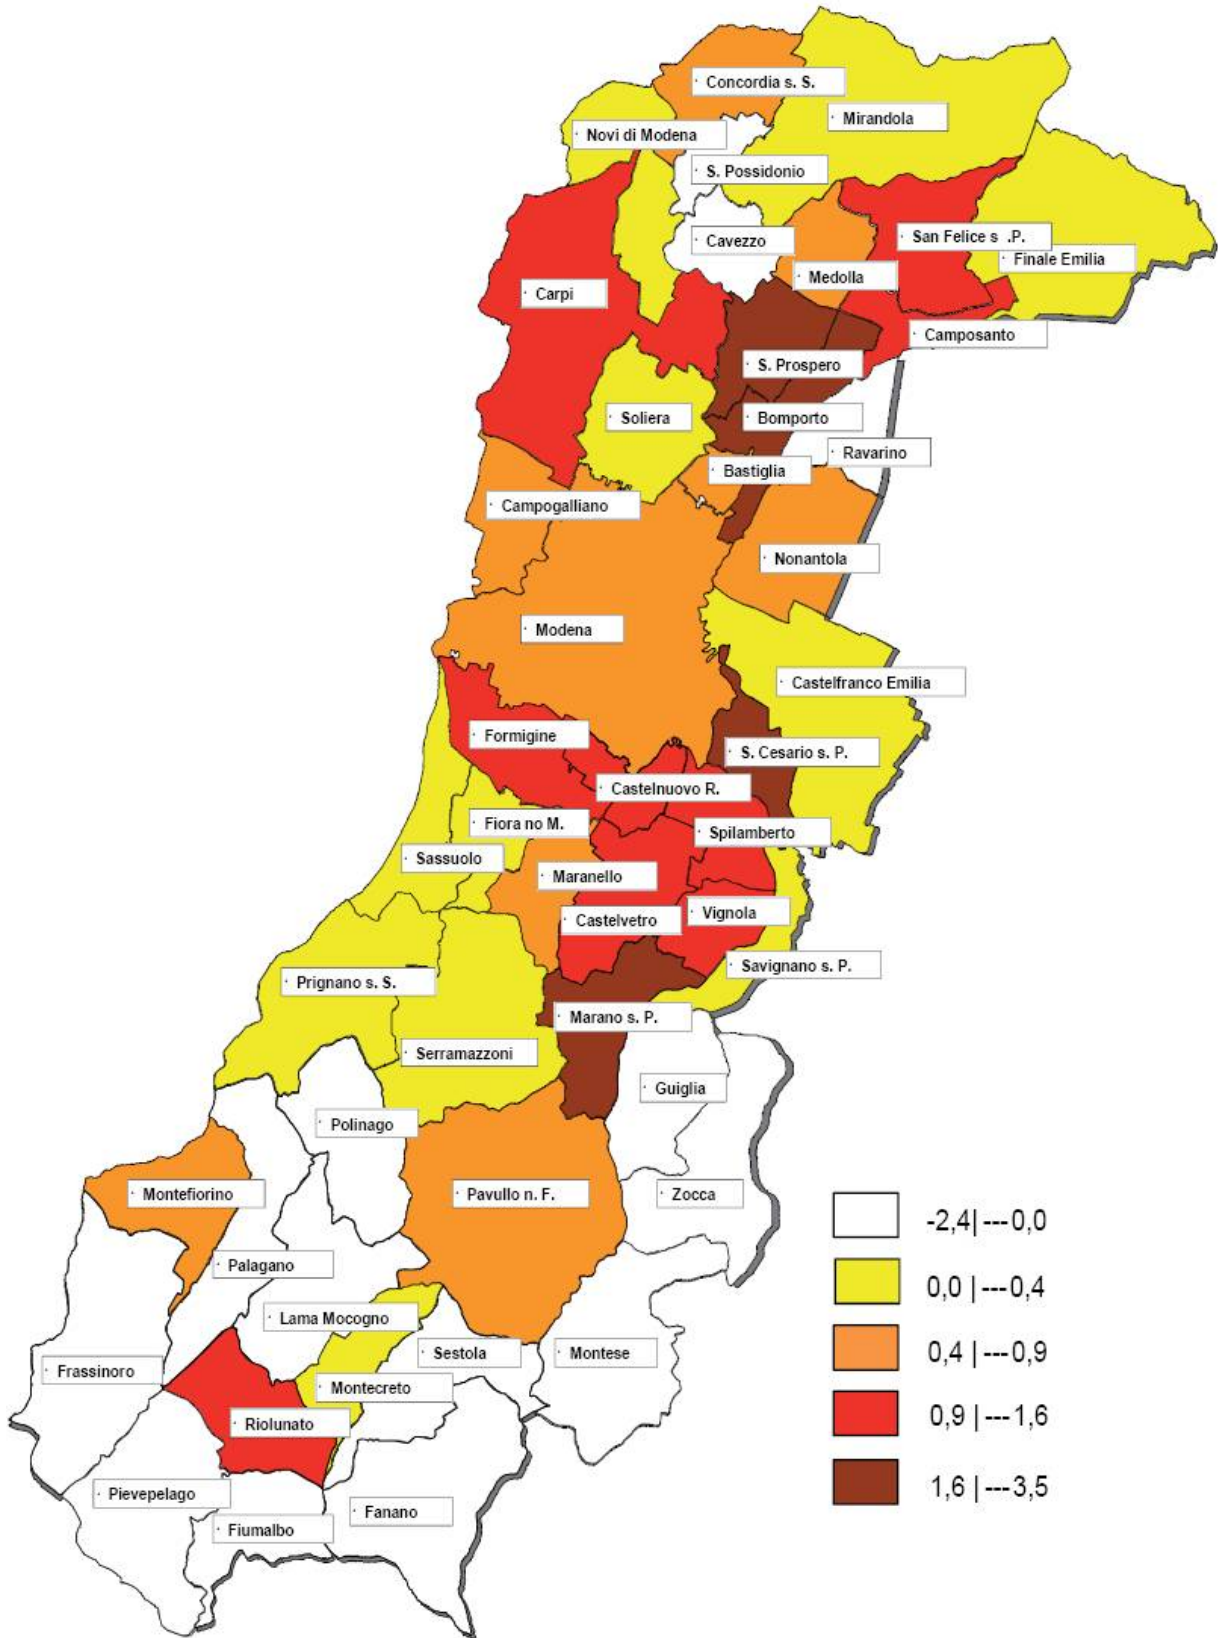 Concordia s. S.
Mirandola
Novi di Modena
S. Possidonio
Cavezzo
San Felice s .P.
Finale Emilia
Medolla
Carpi
Camposanto
S. Prospero
Soliera
Bomporto
Ravarino
Bastiglia
Campogalliano
Nonantola
Modena
Castelfranco Emilia
Formigine
S. Cesario s. P.
Castelnuovo R.
Fiora no M.
Spilamberto
Sassuolo
Maranello
Castelvetro
Vignola
Savignano s. P.
Prignano s. S.
Marano s. P.
Serramazzoni
Guiglia
Polinago
Montefiorino
Pavullo n. F.
Zocca
Palagano
Lama Mocogno
Sestola
Montese
Frassinoro
Montecreto
Riolunato
Pievepelago
Fanano
Fiumalbo
-2,4|---0,0
0,0 |---0,4
0,4 |---0,9
0,9 |---1,6
1,6 |---3,5